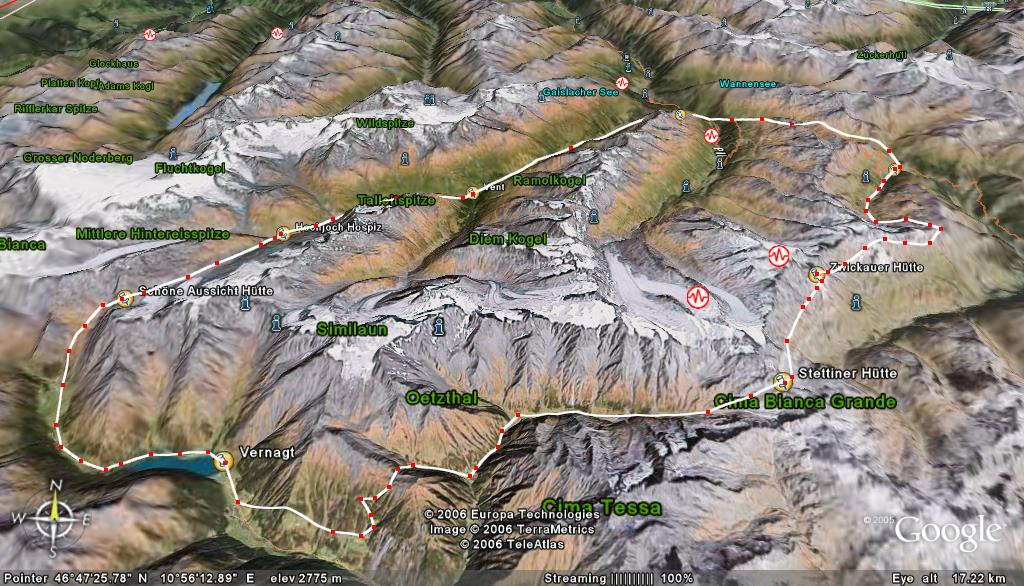 Zuckerhütl
Glockhaus
Platten Kopf
Adams Kogl
Gaislacher See
Wannensee
Rifflerkar Spitze
Wildspitze
Grosser Noderberg
Fluchtkogel
Ramolkogel
Vent
Talleitspitze
Mittlere Hintereisspitze
Hochjoch Hospiz
Diem Kogel
Bianca
Zwickauer Hütte
Schöne Aussicht Hütte
Similaun
Stettiner Hütte
Oetzthal
Cima Bianca Grande
Vernagt
Cima Tessa
N
W E
S
© 2006 Europa Technologies
Image © 2006 TerraMetrics
© 2006 TeleAtlas
© 2005 Google
Pointer 46°47'25.78" N 10°56'12.89" E elev 2775 m Streaming |||||||||| 100% Eye alt 17.22 km